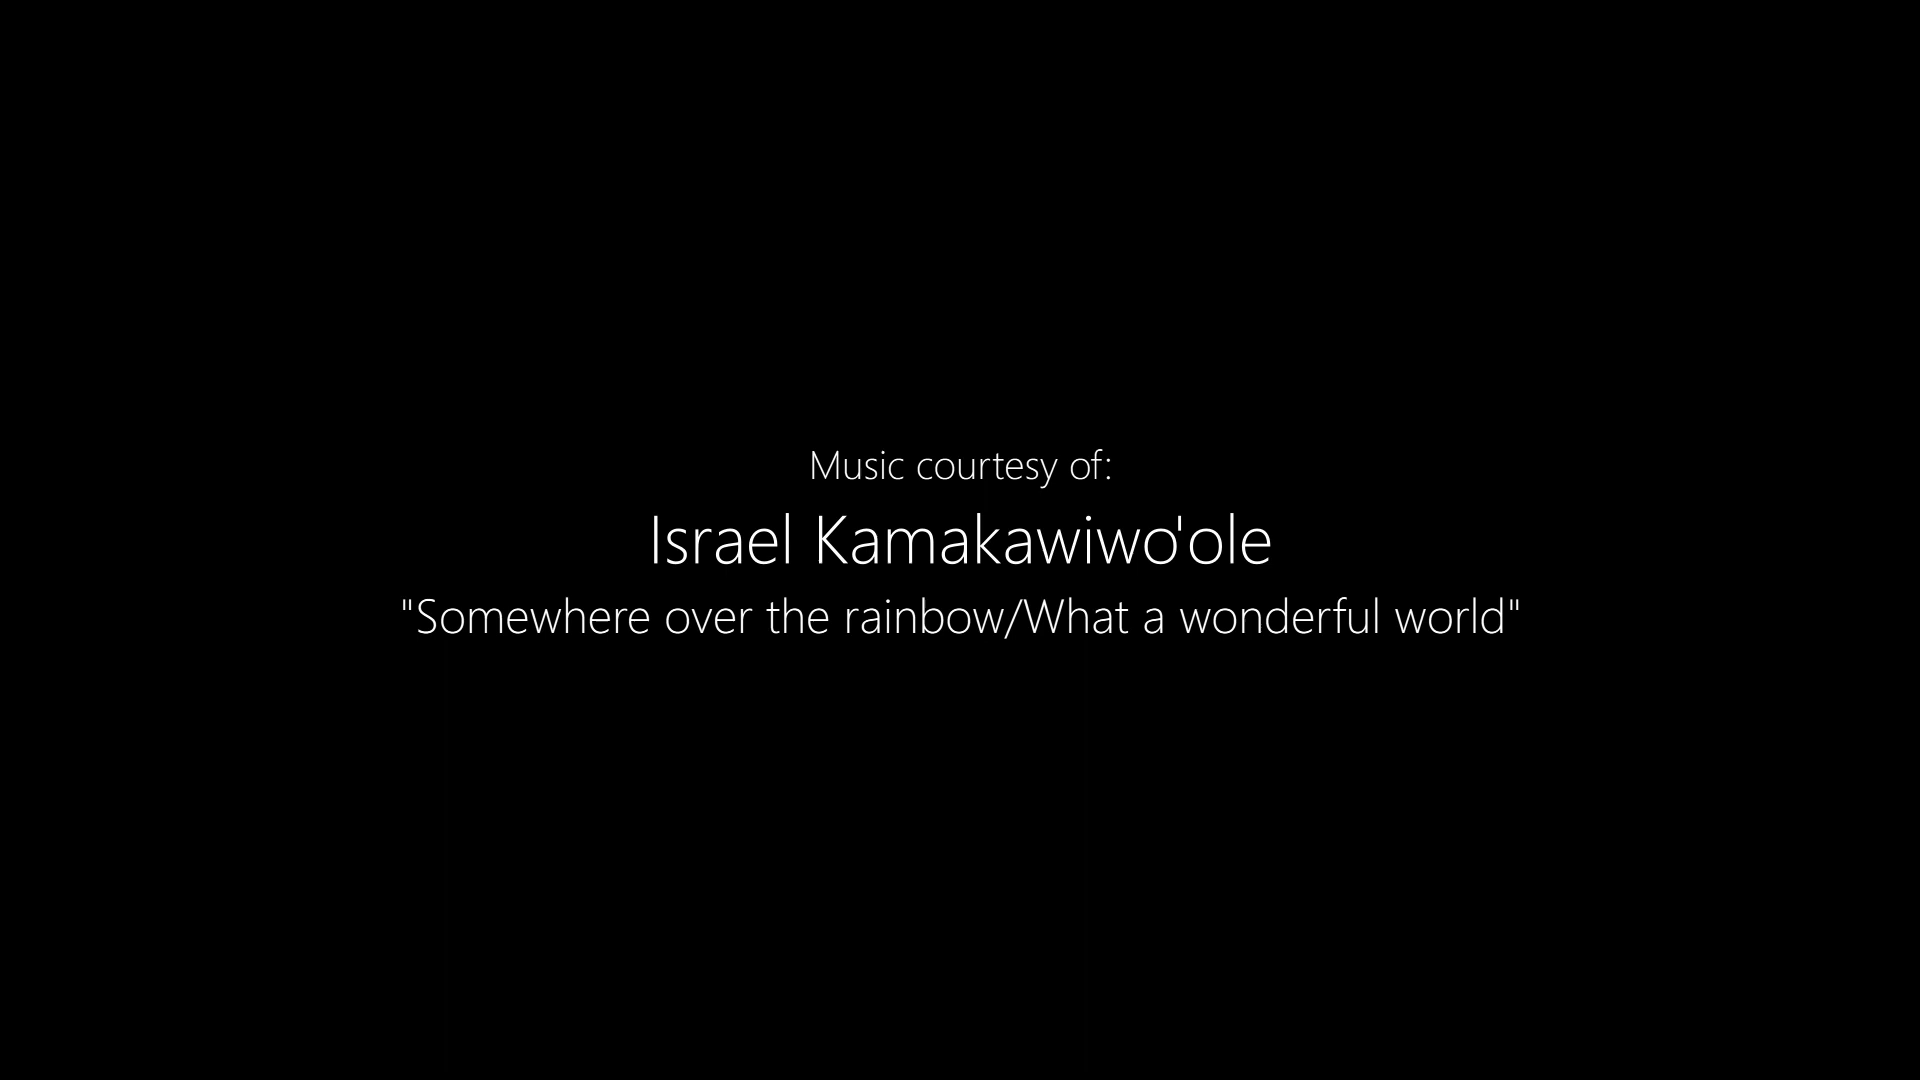 Music courtesy of:
Israel Kamakawiwo'ole
"Somewhere over the rainbow/What a wonderful world"